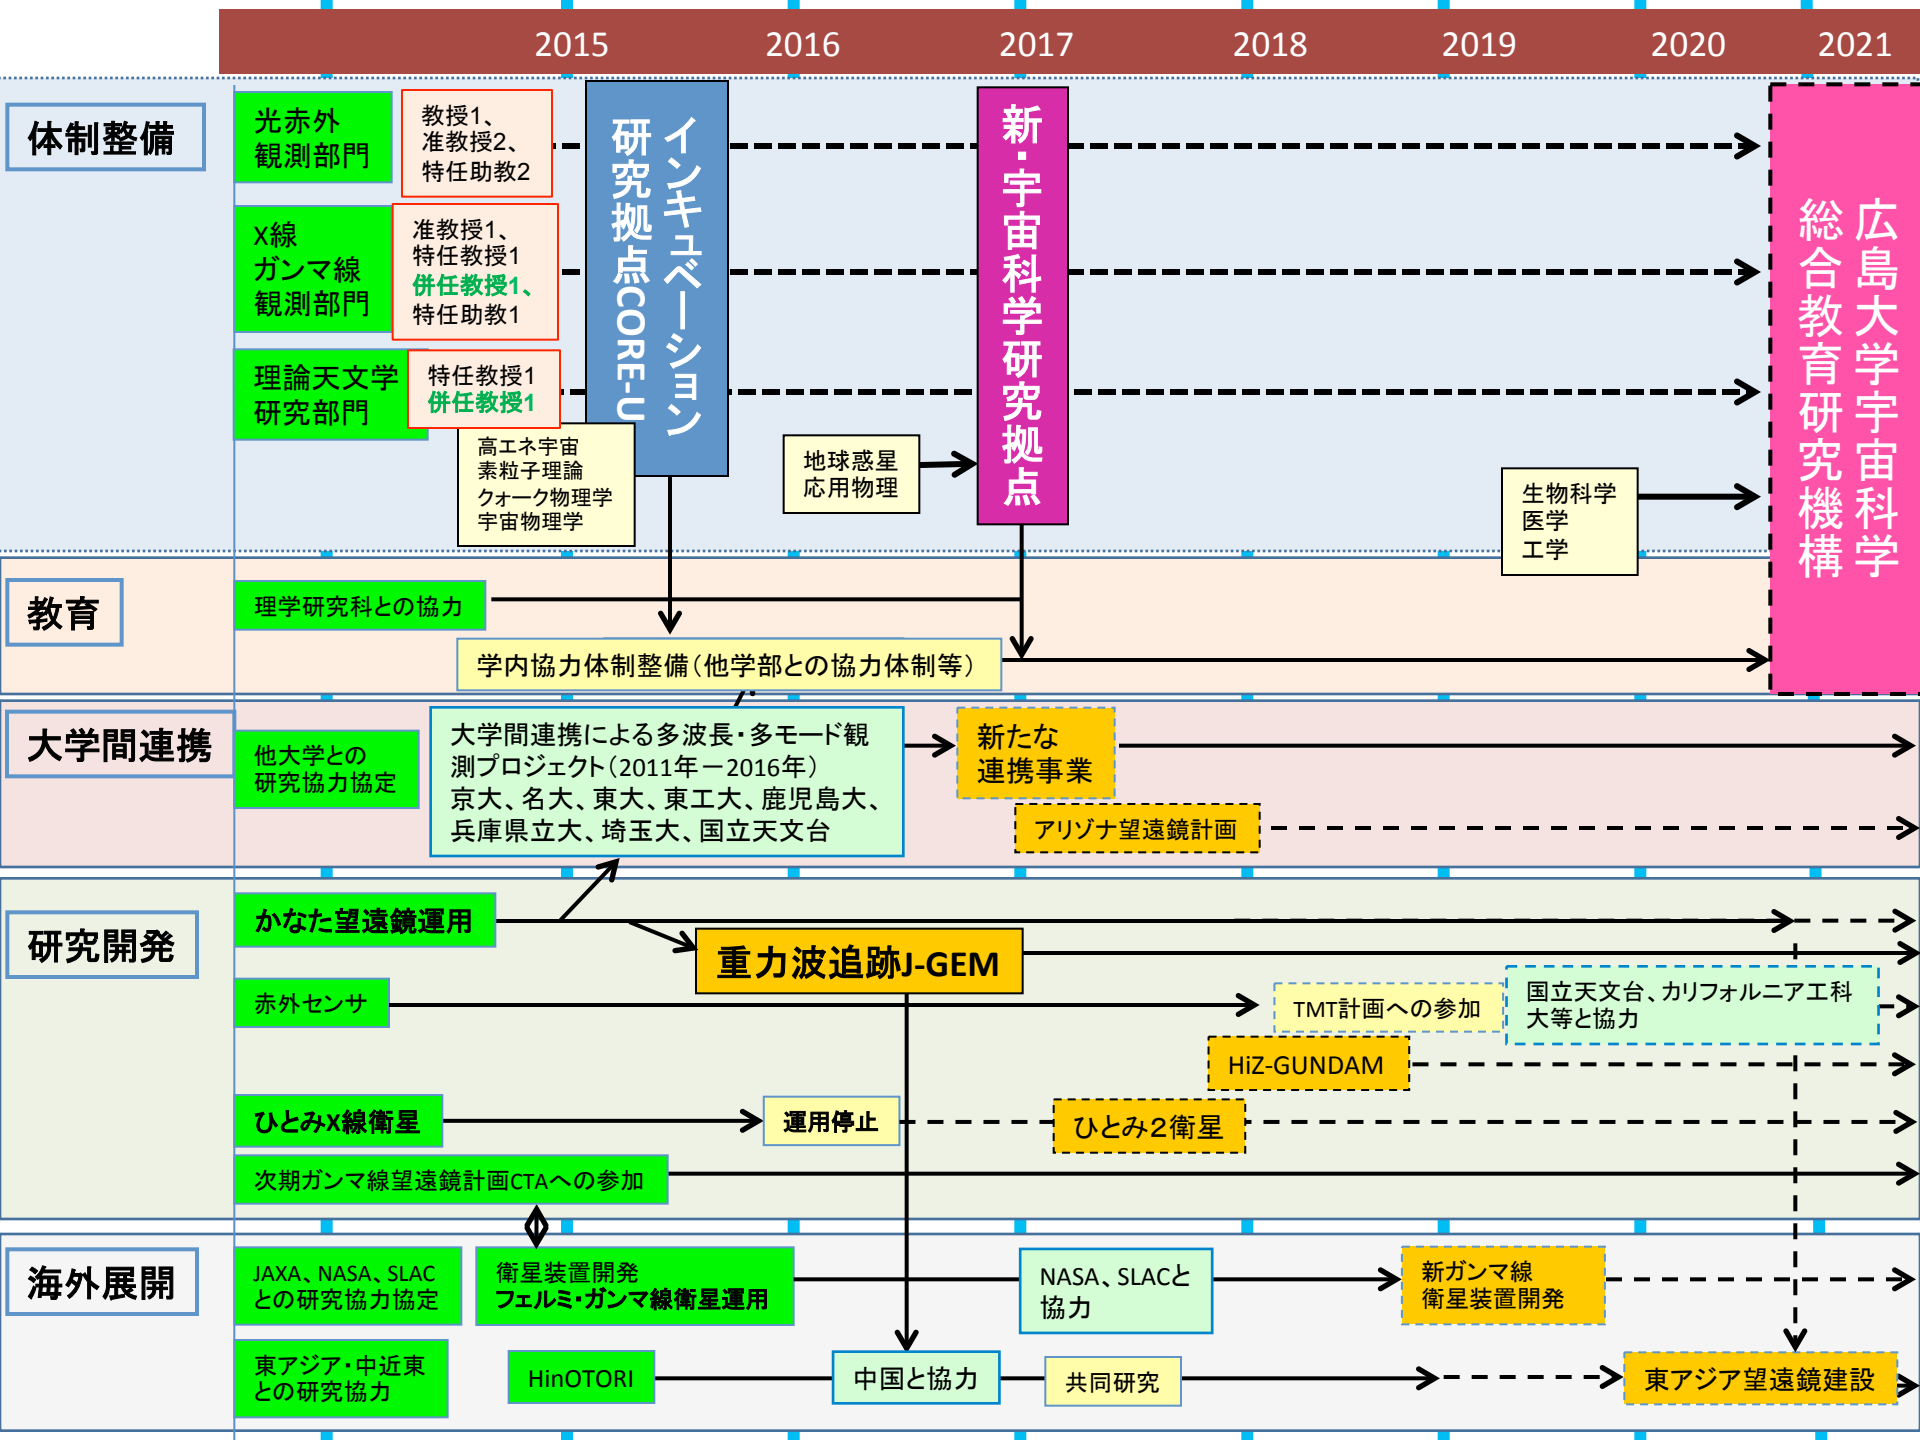 2015
2016
2017
2018
2019
2020
2021
体制整備
光赤外
観測部門
教授1、
准教授2、
特任助教2
X線
ガンマ線
観測部門
准教授1、
特任教授1
併任教授1、
特任助教1
理論天文学
研究部門
特任教授1
併任教授1
インキュベーション
研究拠点CORE-U
高エネ宇宙
素粒子理論
クォーク物理学
宇宙物理学
地球惑星
応用物理
新・宇宙科学研究拠点
生物科学
医学
工学
広島大学宇宙科学
総合教育研究機構
教育
理学研究科との協力
学内協力体制整備(他学部との協力体制等)
大学間連携
他大学との
研究協力協定
大学間連携による多波長・多モード観
測プロジェクト(2011年－2016年)
京大、名大、東大、東工大、鹿児島大、
兵庫県立大、埼玉大、国立天文台
新たな
連携事業
アリゾナ望遠鏡計画
研究開発
かなた望遠鏡運用
重力波追跡J-GEM
赤外センサ
TMT計画への参加
国立天文台、カリフォルニア工科
大等と協力
HiZ-GUNDAM
ひとみX線衛星
運用停止
ひとみ2衛星
次期ガンマ線望遠鏡計画CTAへの参加
海外展開
JAXA、NASA、SLAC
との研究協力協定
衛星装置開発
フェルミ・ガンマ線衛星運用
NASA、SLACと
協力
新ガンマ線
衛星装置開発
東アジア・中近東
との研究協力
HinOTORI
中国と協力
共同研究
東アジア望遠鏡建設